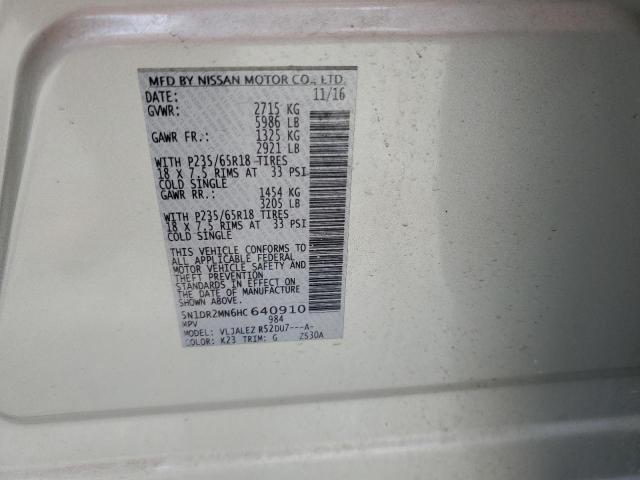 MFD BY NISSAN MOTOR CO., LTD.
DATE: 11/16
GVWR: 2715 KG
5986 LB
GAWR FR.: 1325 KG
2921 LB
WITH P235/65R18 TIRES
18 X 7.5 RIMS AT 33 PSI
COLD SINGLE
GAWR RR.: 1454 KG
3205 LB
WITH P235/65R18 TIRES
18 X 7.5 RIMS AT 33 PSI
COLD SINGLE
THIS VEHICLE CONFORMS TO
ALL APPLICABLE FEDERAL
MOTOR VEHICLE SAFETY AND
THEFT PREVENTION
STANDARDS IN EFFECT ON
THE DATE OF MANUFACTURE
SHOWN ABOVE.
5N1DR2MN6HC 640910
MPV 984
MODEL: VLJALEZ R52DU7---A-
COLOR: K23 TRIM: G 2S30A